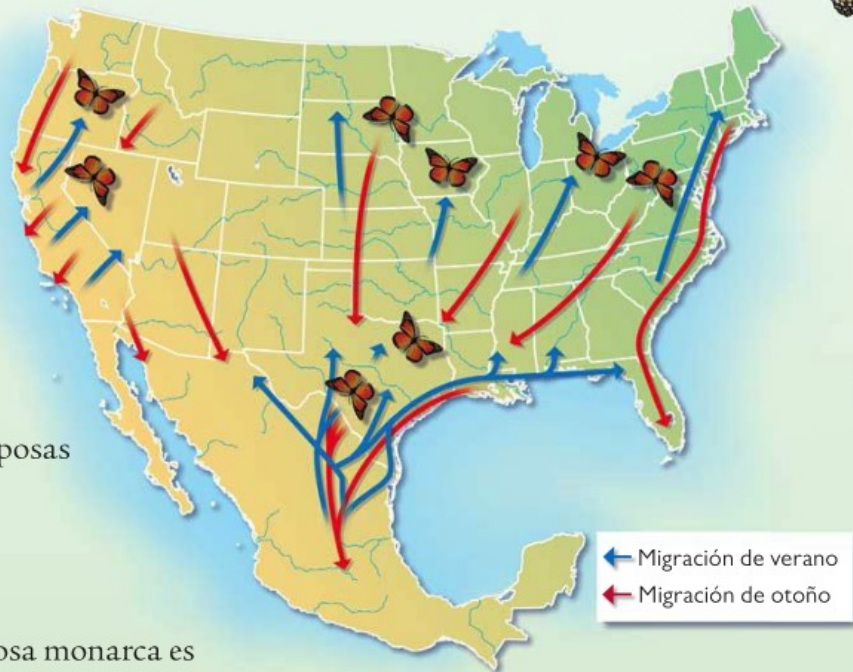 posas
← Migración de verano
← Migración de otoño
osa monarca es